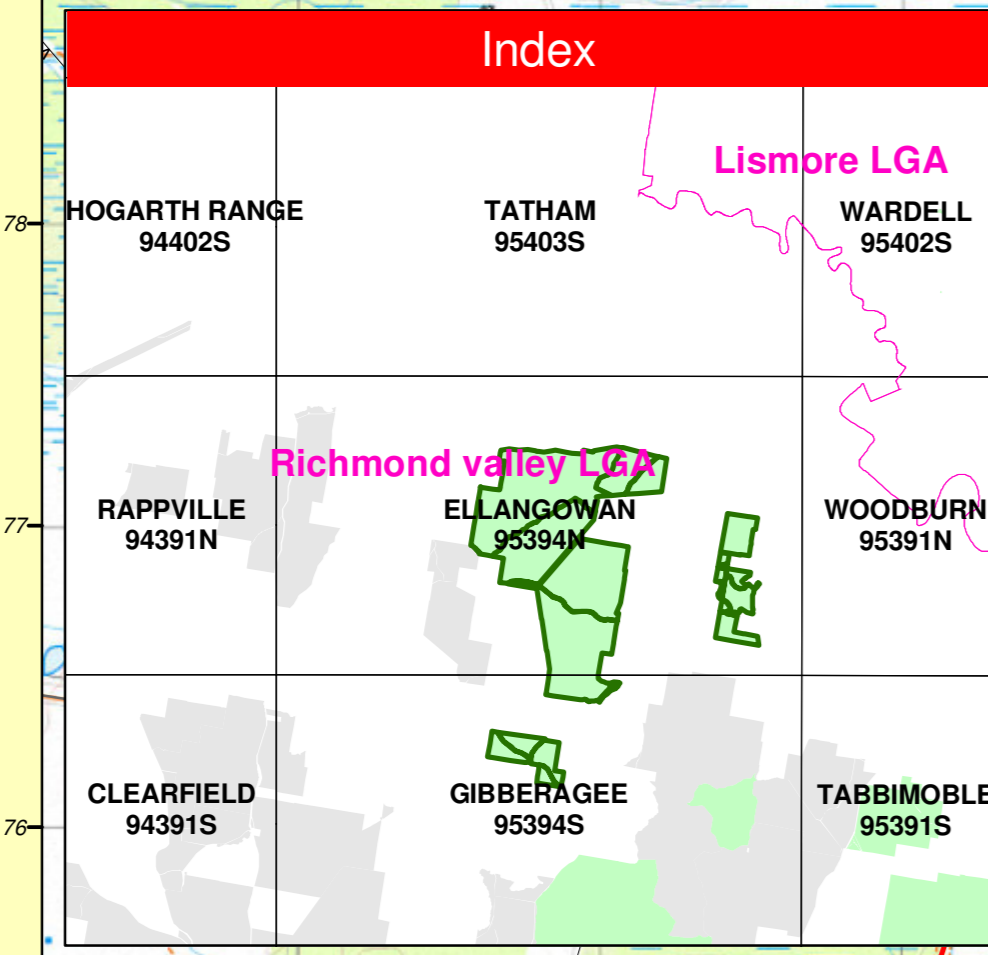 Index
Lismore LGA
78
HOGARTH RANGE
94402S
TATHAM
95403S
WARDELL
95402S
Richmond valley LGA
77
RAPPVILLE
94391N
ELLANGOWAN
95394N
WOODBURN
95391N
76
CLEARFIELD
94391S
GIBBERAGEE
95394S
TABBIMOBLE
95391S